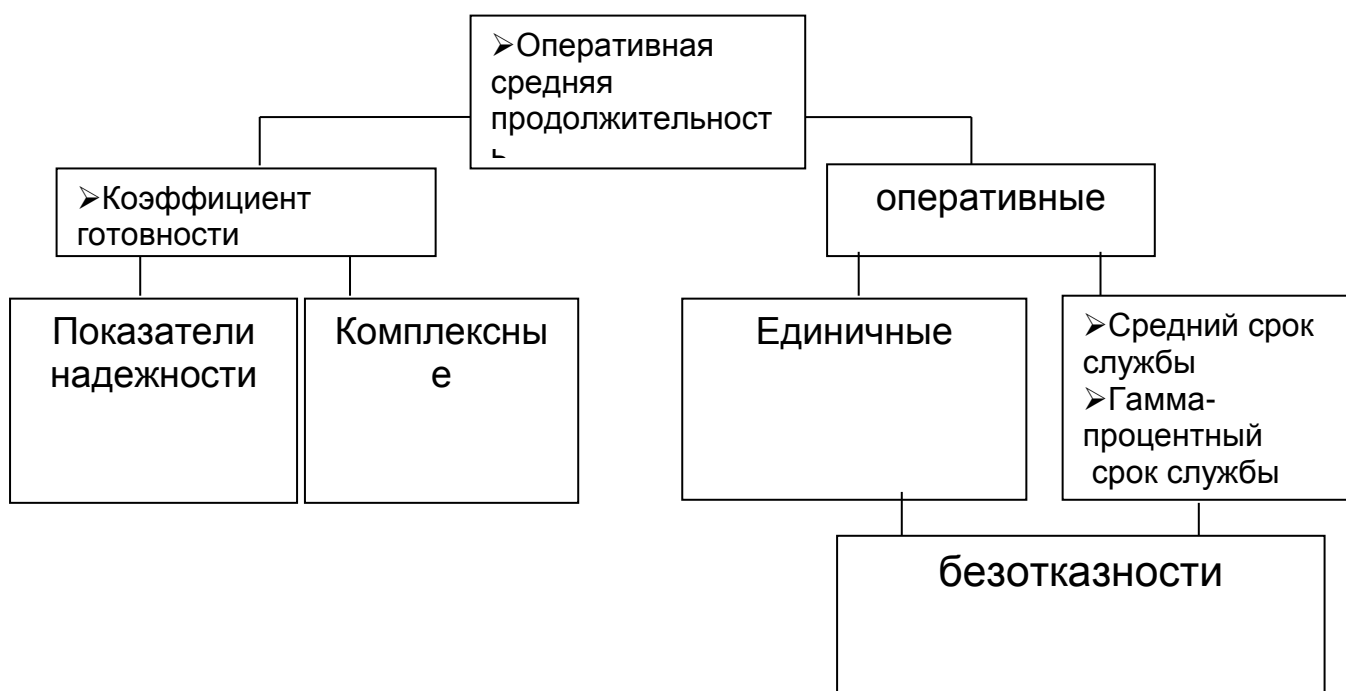 ➢Оперативная
средняя
продолжительност
ь
➢Коэффициент
готовности
оперативные
Показатели
надежности
Комплексны
е
Единичные
➢Средний срок
службы
➢Гамма-
процентный
срок службы
безотказности